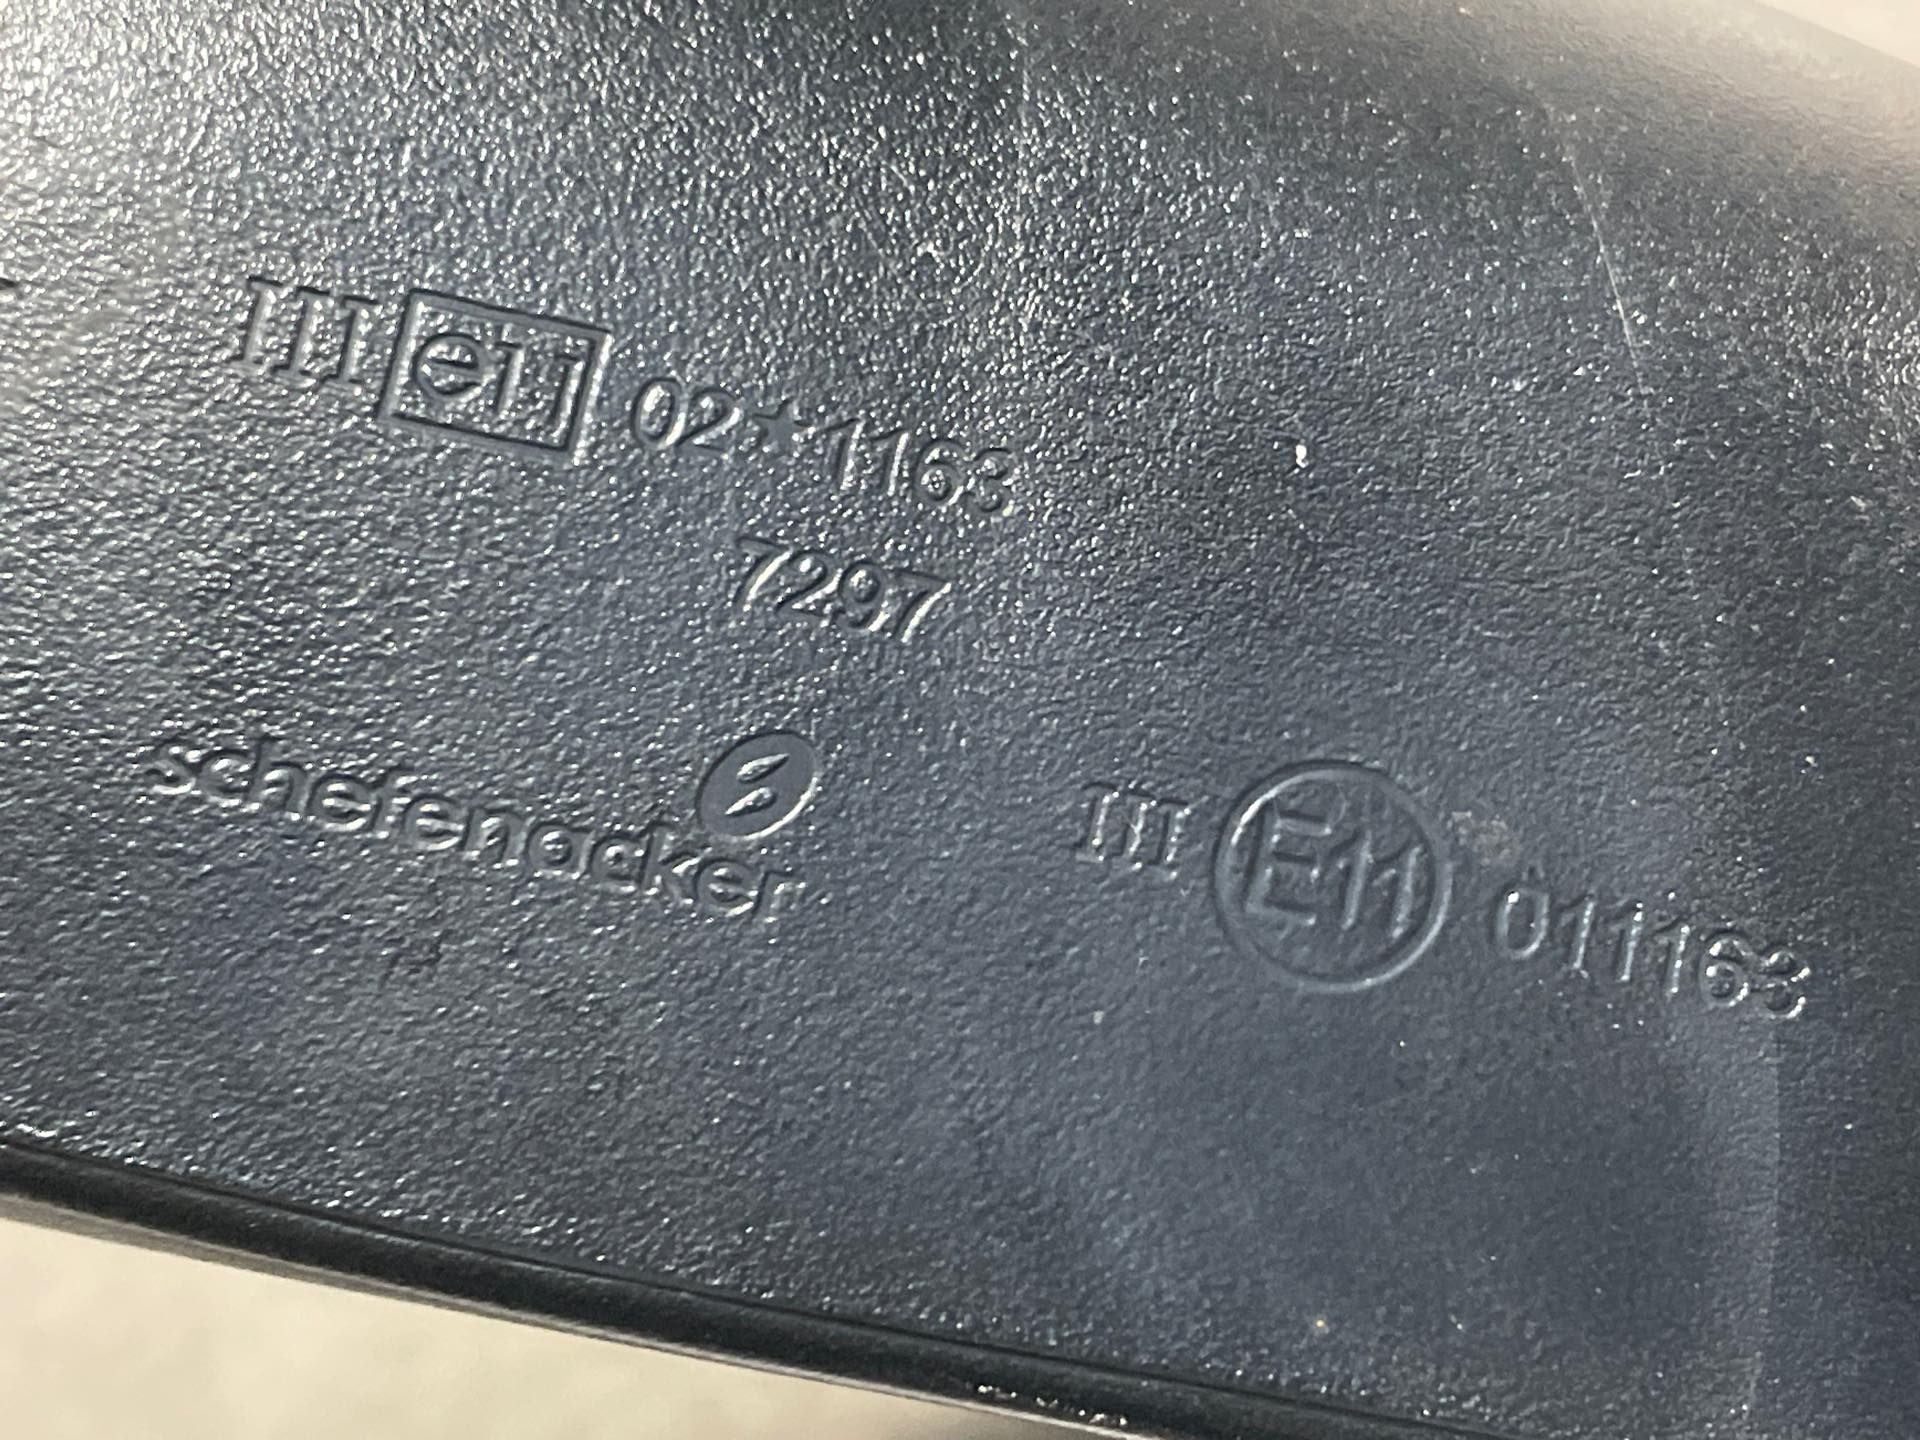 III e11 02★1163
7297
schefenacker
III E11 011163